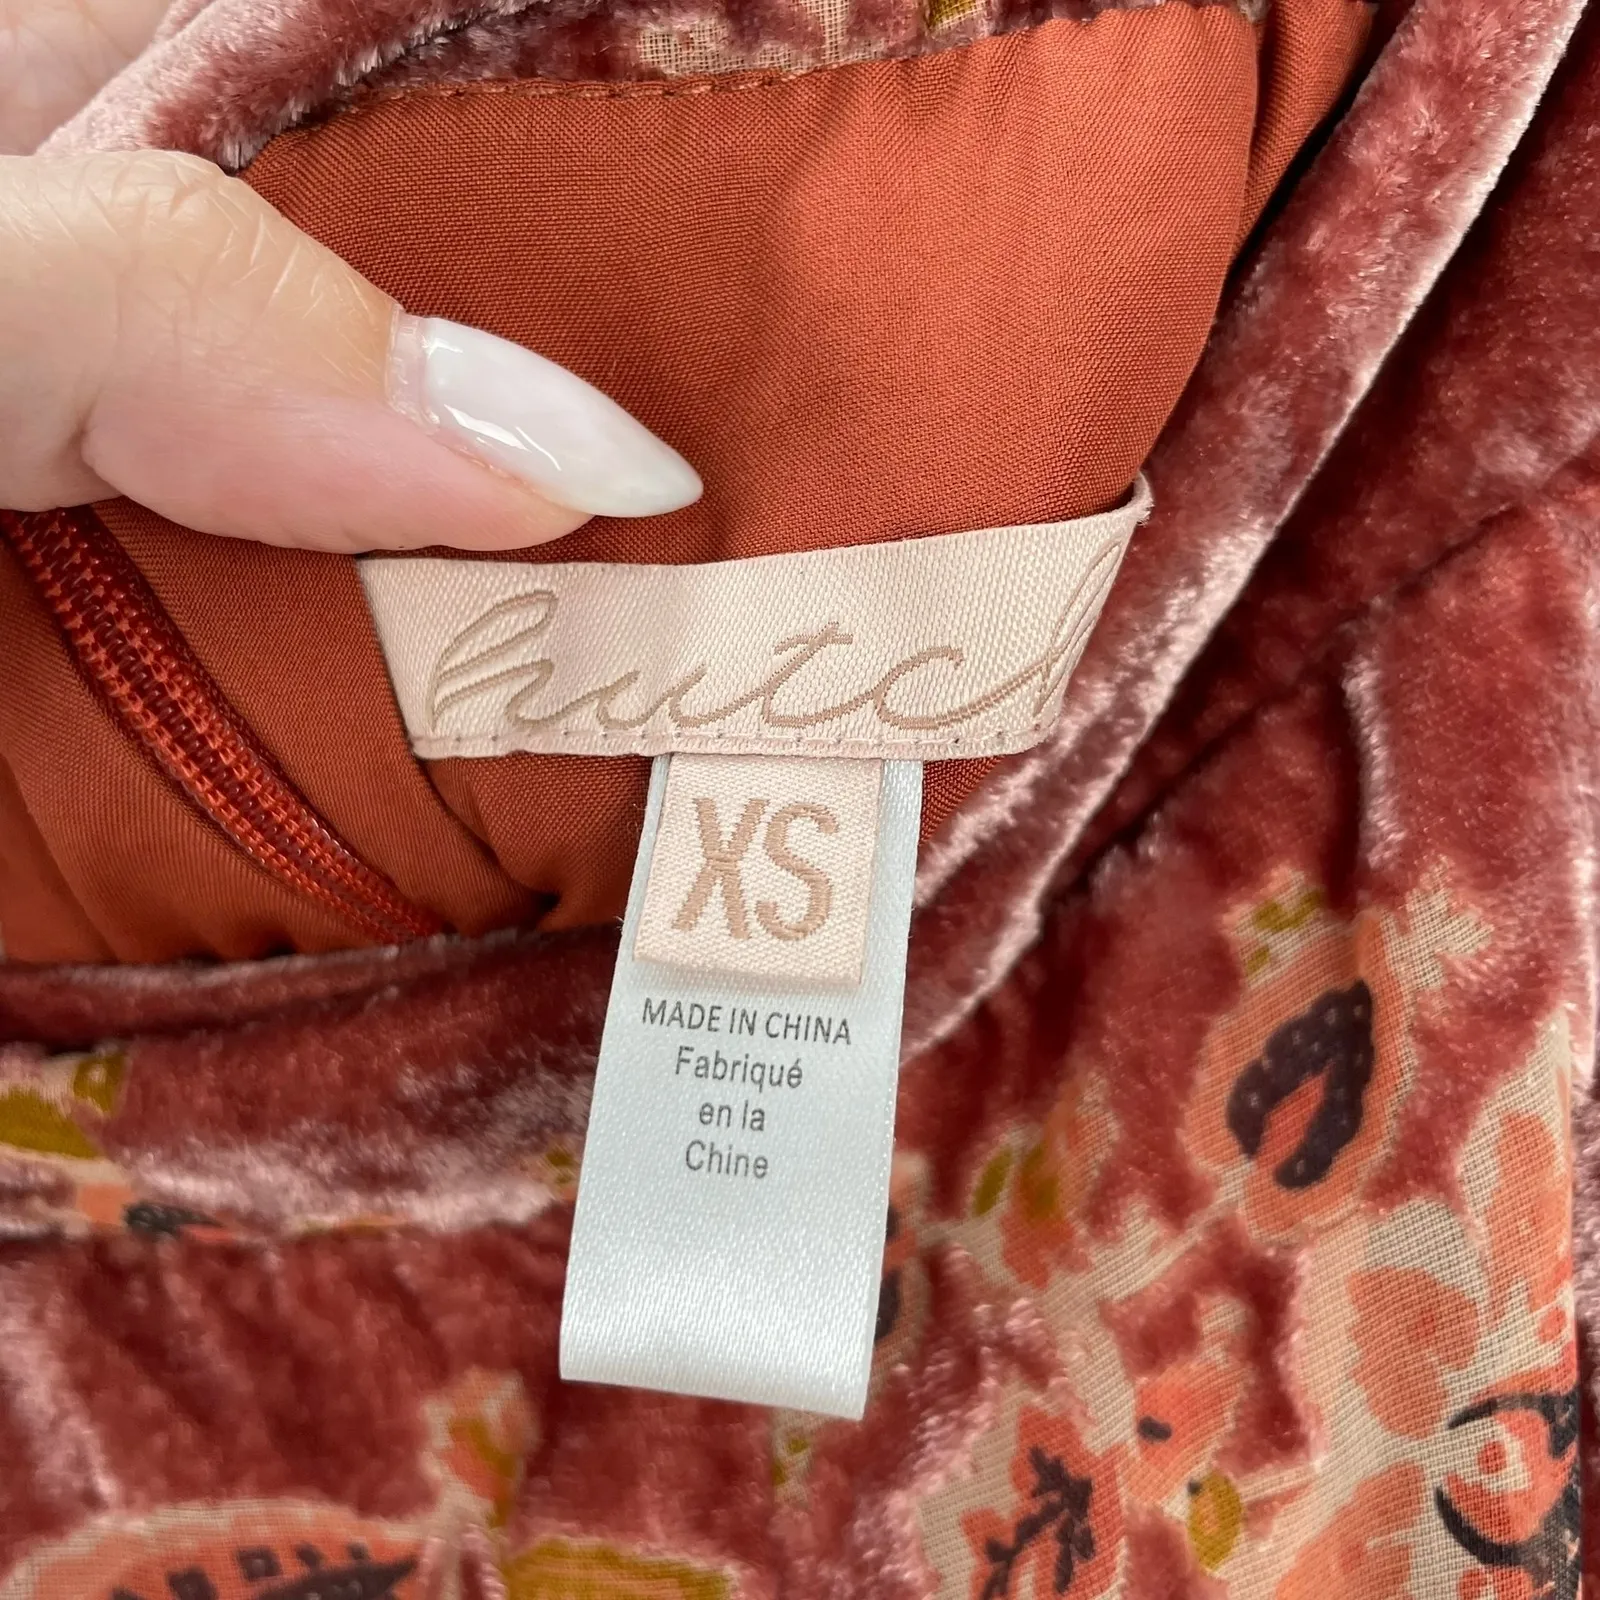 hutch
XS
MADE IN CHINA
Fabriqué
en la
Chine